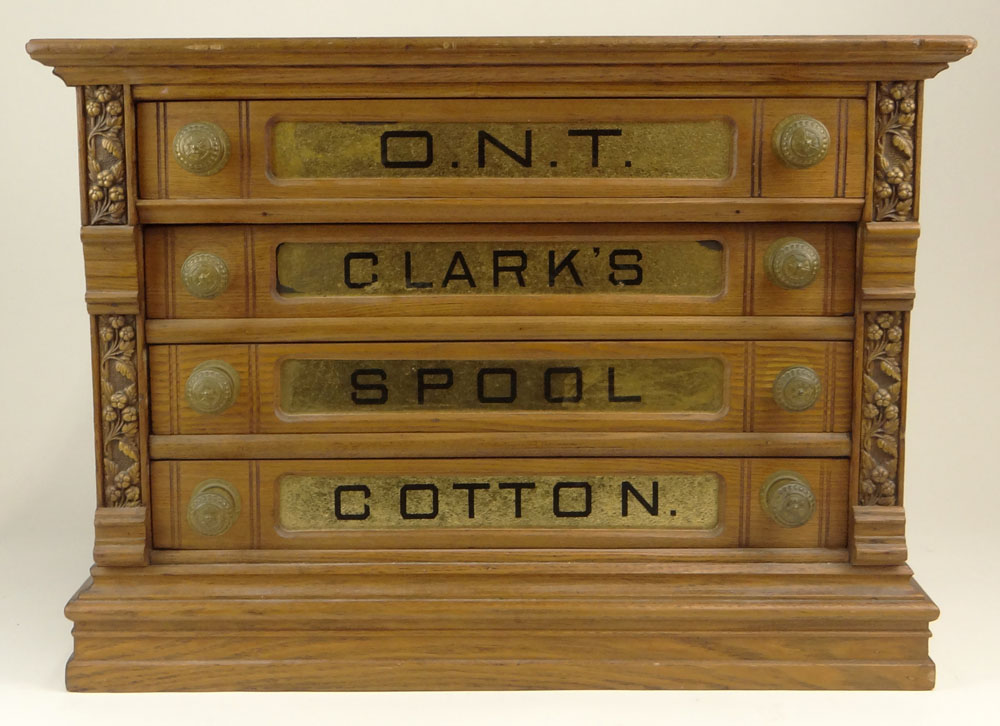 O.N.T.
CLARK'S
SPOOL
COTTON.